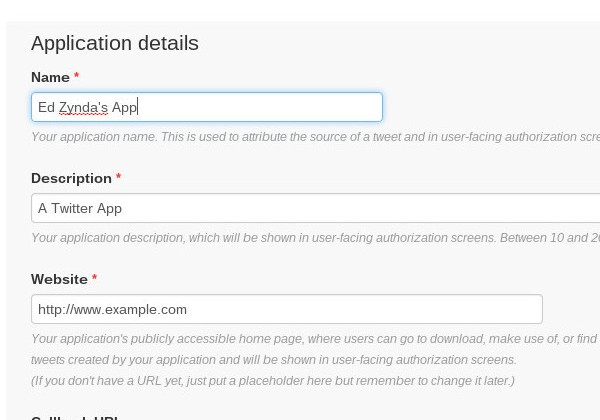 Application details
Name *
Ed Zynda's App
Your application name. This is used to attribute the source of a tweet and in user-facing authorization
Description *
A Twitter App
Your application description, which will be shown in user-facing authorization screens. Between 10 and
Website *
http://www.example.com
Your application's publicly accessible home page, where users can go to download, make use of, or find
tweets created by your application and will be shown in user-facing authorization screens.
(If you don't have a URL yet, just put a placeholder here but remember to change it later.)